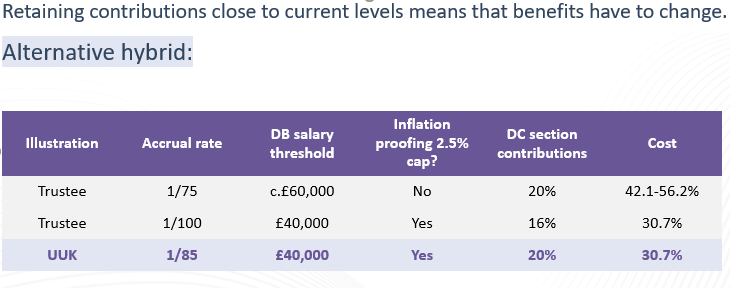 Retaining contributions close to current levels means that benefits have to change.
Alternative hybrid:
Illustration Accrual rate DB salary threshold Inflation proofing 2.5% cap? DC section contributions Cost
Trustee 1/75 c.£60,000 No 20% 42.1-56.2%
Trustee 1/100 £40,000 Yes 16% 30.7%
UUK 1/85 £40,000 Yes 20% 30.7%